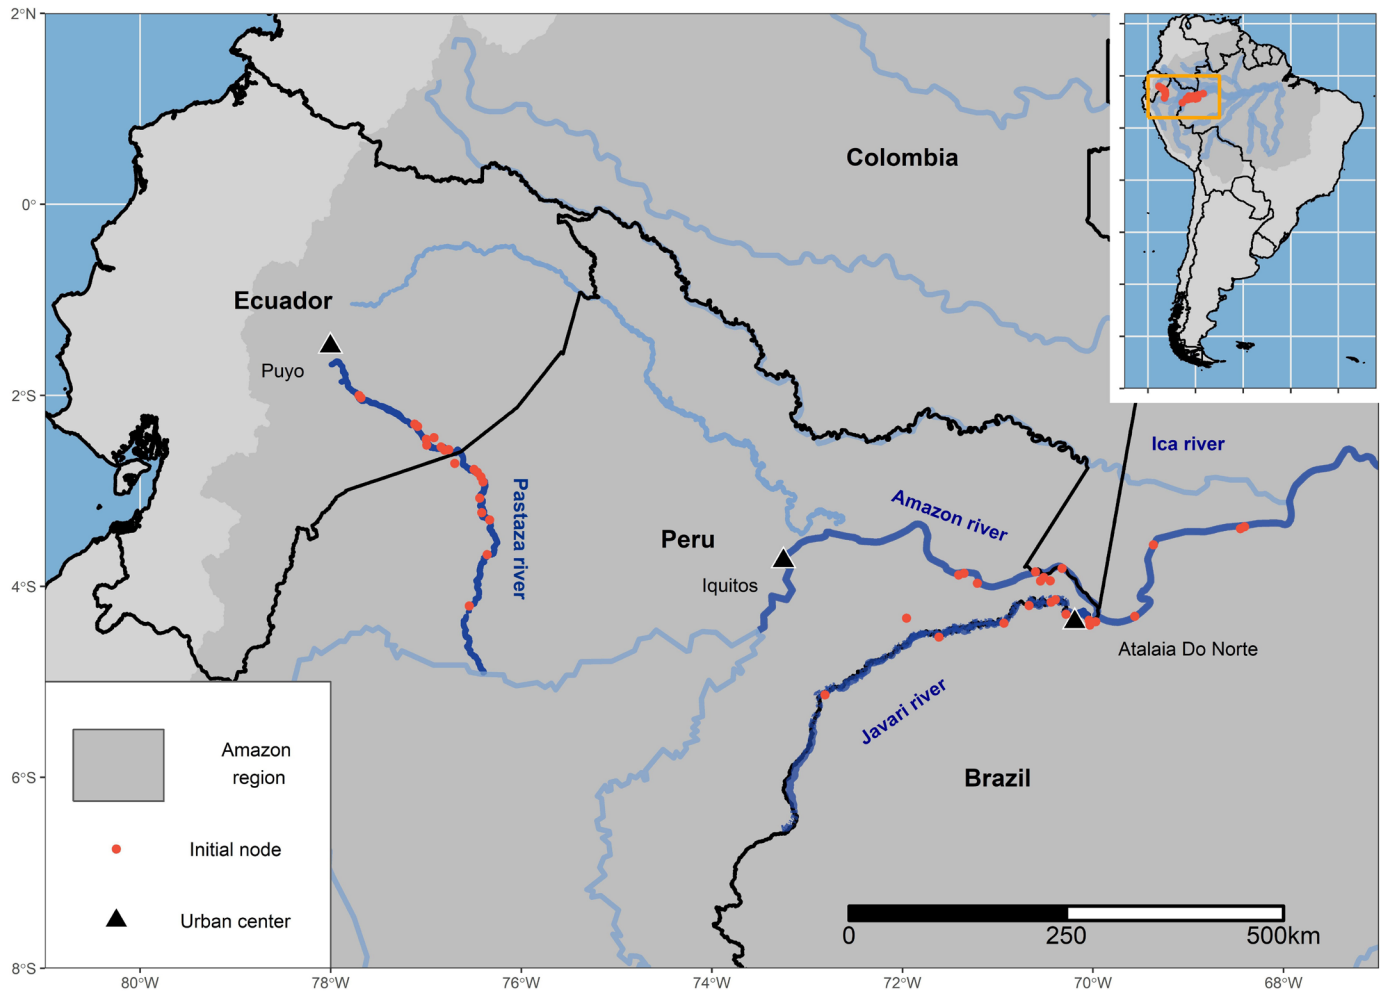 2°N
0°
2°S
4°S
6°S
8°S
Colombia
Ecuador
Puyo
Ica river
Amazon river
Pastaza river
Peru
Iquitos
Atalaia Do Norte
Javari river
Brazil
Amazon
region
Initial node
Urban center
0
250
500km
80°W
78°W
76°W
74°W
72°W
70°W
68°W